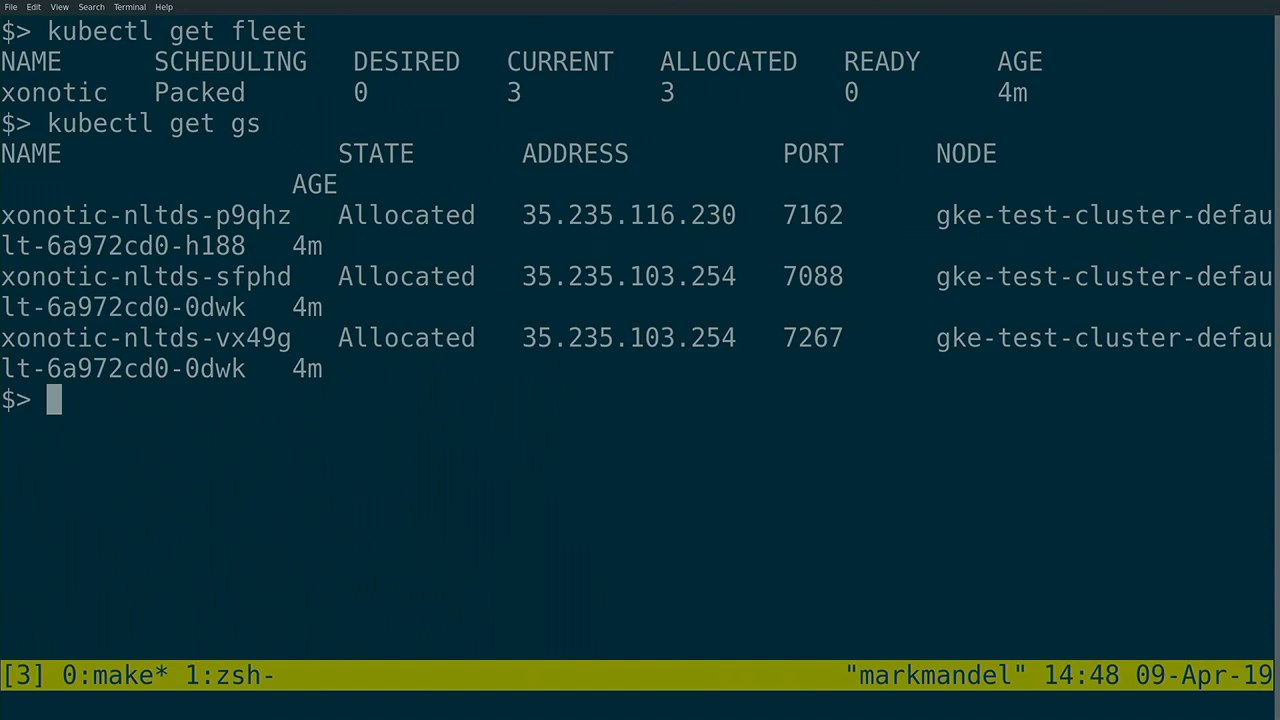 File Edit View Search Terminal Help
$> kubectl get fleet
NAME SCHEDULING DESIRED CURRENT ALLOCATED READY AGE
xonotic Packed 0 3 3 0 4m
$> kubectl get gs
NAME STATE ADDRESS PORT NODE
AGE
xonotic-nltds-p9qhz Allocated 35.235.116.230 7162 gke-test-cluster-defau
lt-6a972cd0-h188 4m
xonotic-nltds-sfphd Allocated 35.235.103.254 7088 gke-test-cluster-defau
lt-6a972cd0-0dwk 4m
xonotic-nltds-vx49g Allocated 35.235.103.254 7267 gke-test-cluster-defau
lt-6a972cd0-0dwk 4m
$>
[3] 0:make* 1:zsh- "markmandel" 14:48 09-Apr-19